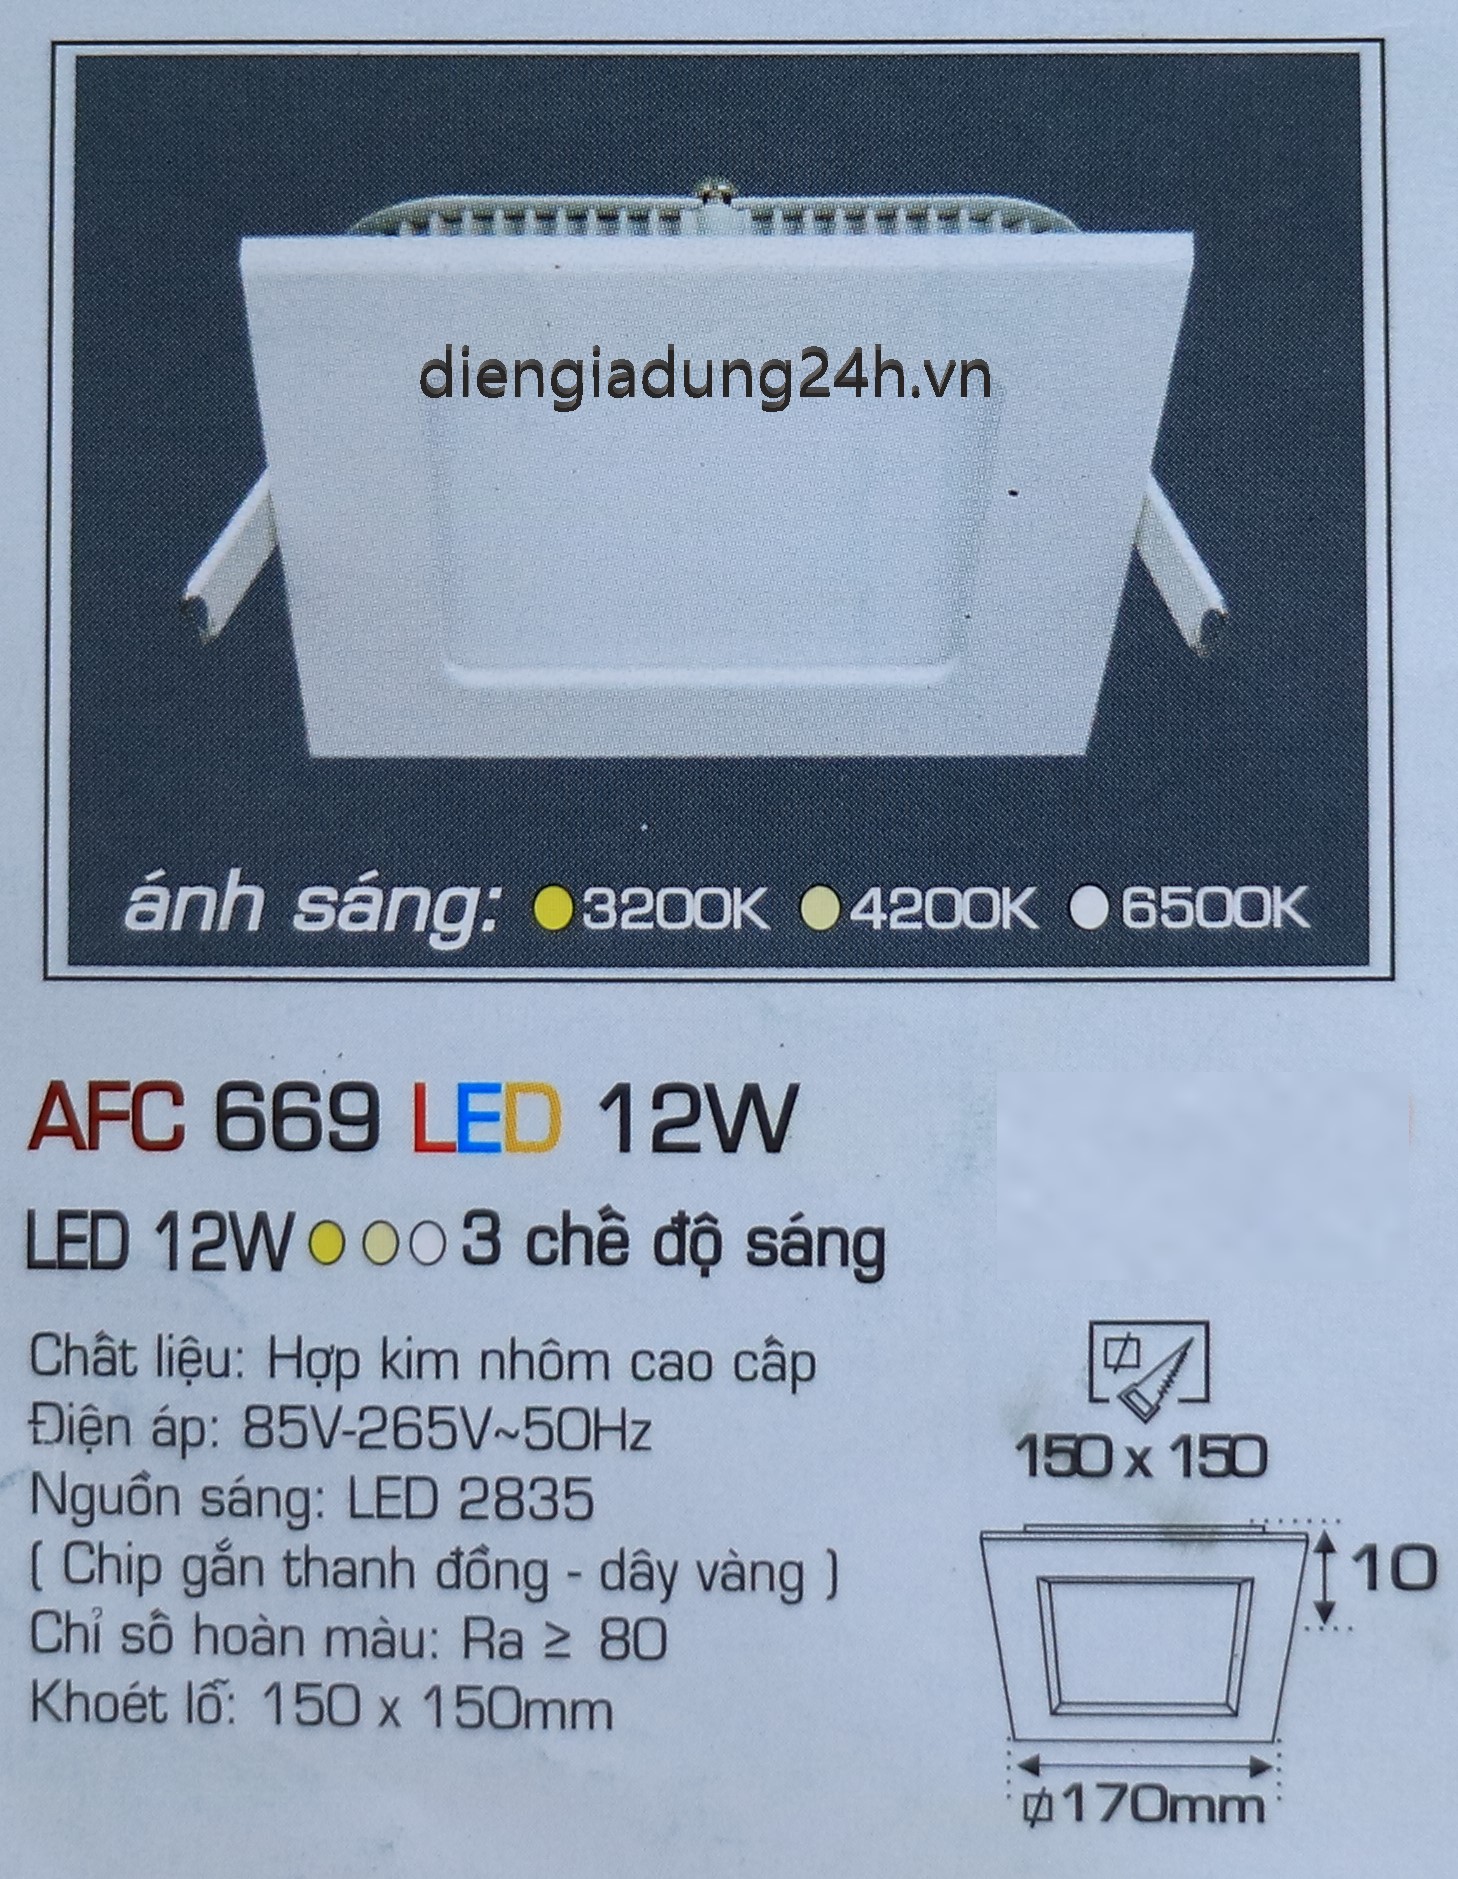 diengiadung24h.vn
ánh sáng: 3200K 4200K 6500K
AFC 669 LED 12W
LED 12W 3 chế độ sáng
Chất liệu: Hợp kim nhôm cao cấp
Điện áp: 85V-265V~50Hz
Nguồn sáng: LED 2835
( Chip gắn thanh đồng - dây vàng )
Chỉ số hoàn màu: Ra ≥ 80
Khoét lỗ: 150 x 150mm
150 x 150
10
170mm